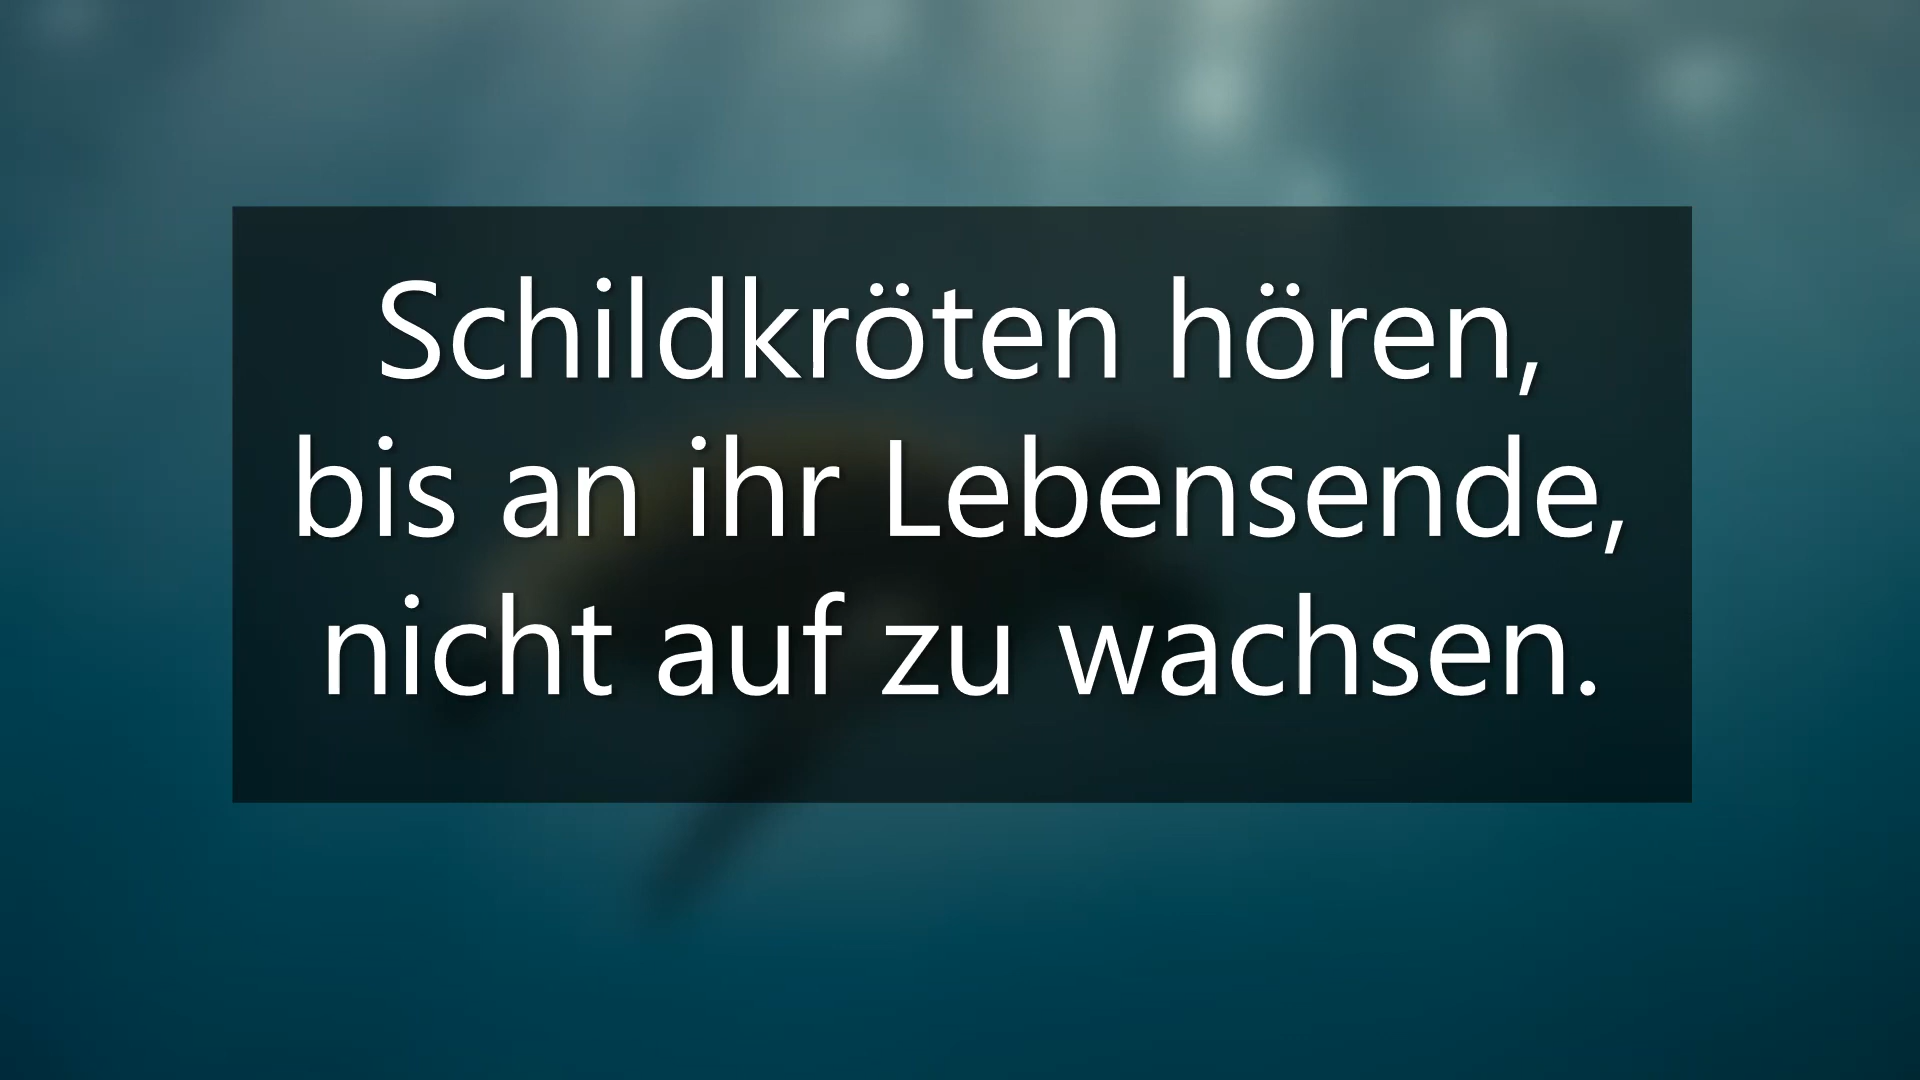 Schildkröten hören,
bis an ihr Lebensende,
nicht auf zu wachsen.